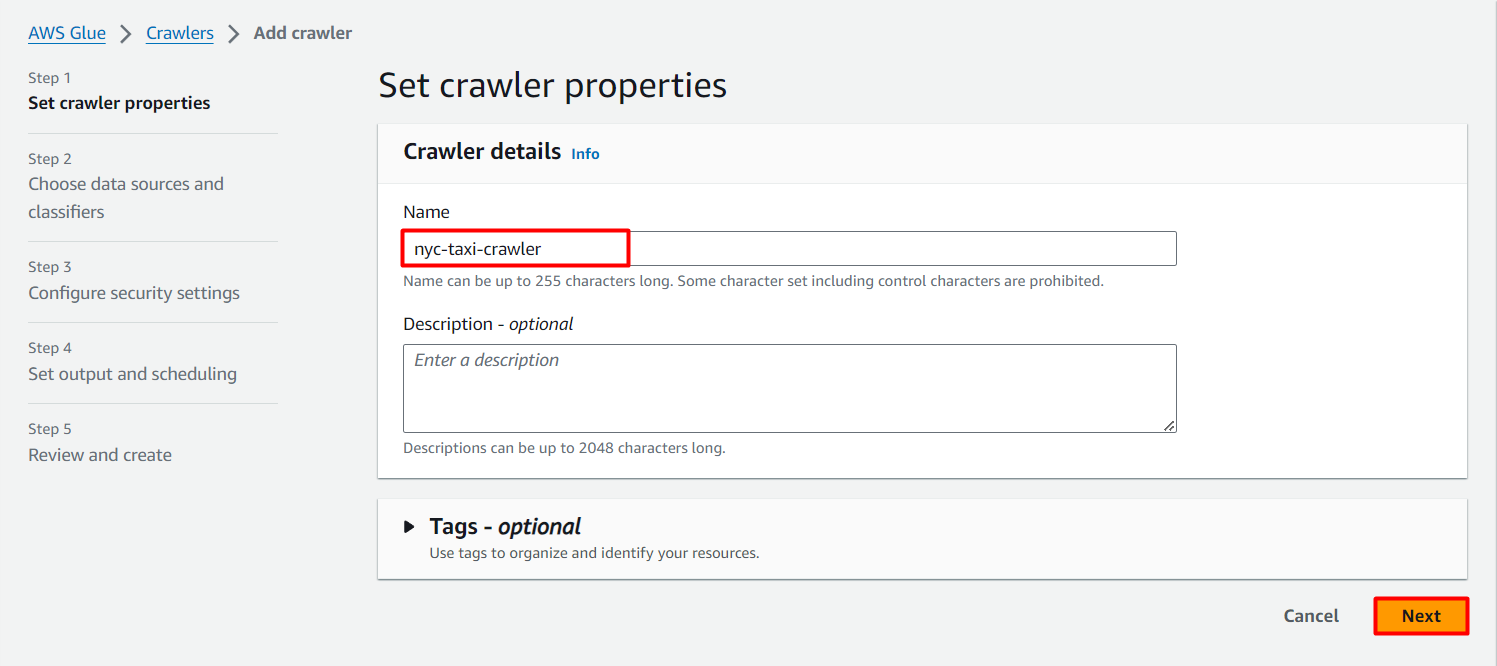 AWS Glue > Crawlers > Add crawler
Step 1
Set crawler properties
Step 2
Choose data sources and
classifiers
Step 3
Configure security settings
Step 4
Set output and scheduling
Step 5
Review and create
Set crawler properties
Crawler details Info
Name
nyc-taxi-crawler
Name can be up to 255 characters long. Some character set including control characters are prohibited.
Description - optional
Enter a description
Descriptions can be up to 2048 characters long.
Tags - optional
Use tags to organize and identify your resources.
Cancel Next